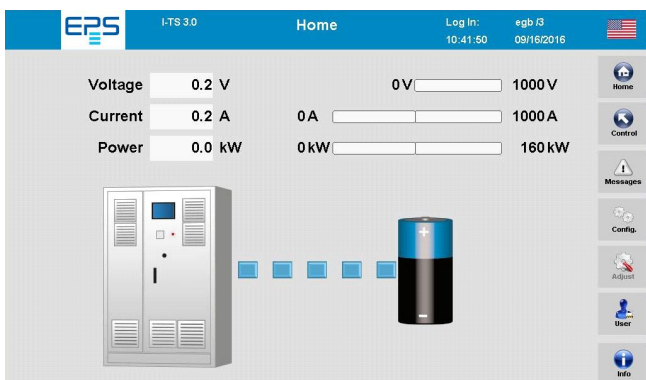 EPS I-TS 3.0 Home Log In: egb /3
10:41:50 09/16/2016
Voltage 0.2 V 0 V 1000 V
Current 0.2 A 0 A 1000 A
Power 0.0 kW 0 kW 160 kW
Home
Control
Messages
Config.
Adjust
User
Info
+
-